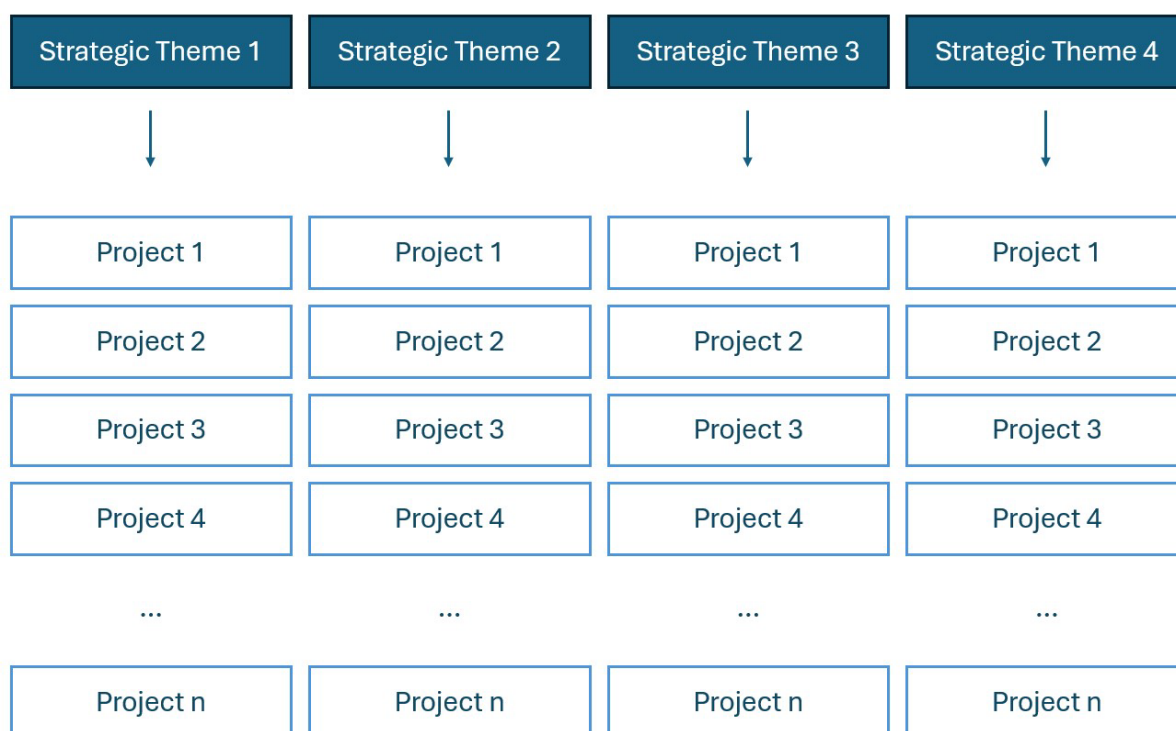 Strategic Theme 1
Strategic Theme 2
Strategic Theme 3
Strategic Theme 4
Project 1
Project 1
Project 1
Project 1
Project 2
Project 2
Project 2
Project 2
Project 3
Project 3
Project 3
Project 3
Project 4
Project 4
Project 4
Project 4
...
...
...
...
Project n
Project n
Project n
Project n